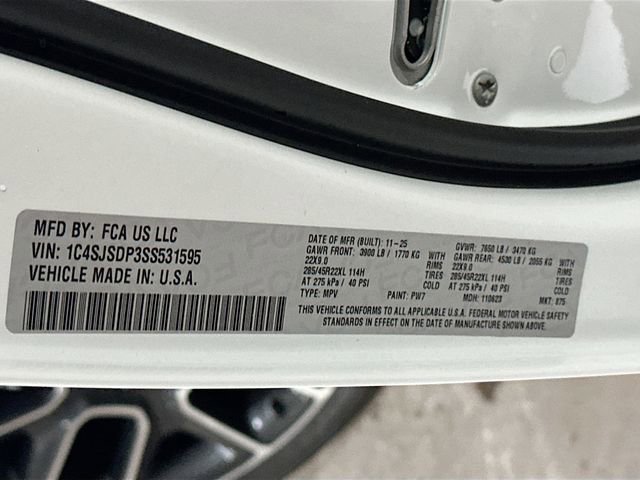 MFD BY: FCA US LLC
VIN: 1C4SJSDP3SS531595
VEHICLE MADE IN: U.S.A.
DATE OF MFR (BUILT): 11-25 GVWR: 7650 LB / 3470 KG
GAWR FRONT: 3900 LB / 1770 KG WITH GAWR REAR: 4530 LB / 2055 KG WITH
22X9.0 RIMS 22X9.0 RIMS
285/45R22XL 114H TIRES 285/45R22XL 114H TIRES
AT 275 kPa / 40 PSI COLD AT 275 kPa / 40 PSI COLD
TYPE: MPV PAINT: PW7 MDH: 110623 MKT: 875
THIS VEHICLE CONFORMS TO ALL APPLICABLE U.S.A. FEDERAL MOTOR VEHICLE SAFETY
STANDARDS IN EFFECT ON THE DATE OF MANUFACTURE SHOWN ABOVE.